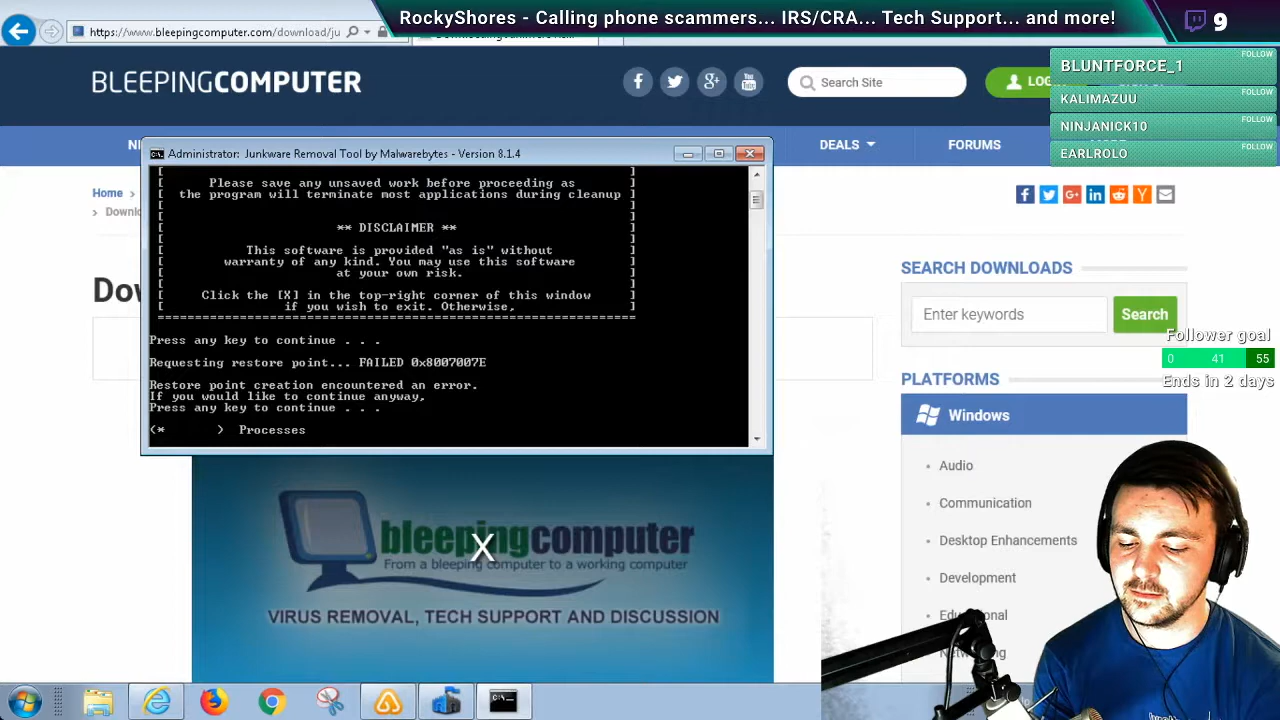 RockyShores - Calling phone scammers... IRS/CRA... Tech Support... and more!
9
https://www.bleepingcomputer.com/download/ju
BLEEPINGCOMPUTER
Search Site
LOG
FOLLOW
BLUNTFORCE_1
FOLLOW
KALIMAZUU
FOLLOW
NINJANICK10
FOLLOW
EARLROLO
DEALS
FORUMS
Home
Downlo
Dow
Administrator: Junkware Removal Tool by Malwarebytes - Version 8.1.4
[ Please save any unsaved work before proceeding as ]
[ the program will terminate most applications during cleanup ]
[ ** DISCLAIMER ** ]
[ This software is provided "as is" without ]
[ warranty of any kind. You may use this software ]
[ at your own risk. ]
[ Click the [X] in the top-right corner of this window ]
[ if you wish to exit. Otherwise, ]
================================================================
Press any key to continue . . .
Requesting restore point... FAILED 0x8007007E
Restore point creation encountered an error.
If you would like to continue anyway,
Press any key to continue . . .
(* ) Processes
X
bleepingcomputer
From a bleeping computer to a working computer
VIRUS REMOVAL, TECH SUPPORT AND DISCUSSION
SEARCH DOWNLOADS
Enter keywords
Search
Follower goal
0 41 55
Ends in 2 days
PLATFORMS
Windows
Audio
Communication
Desktop Enhancements
Development
C:\.